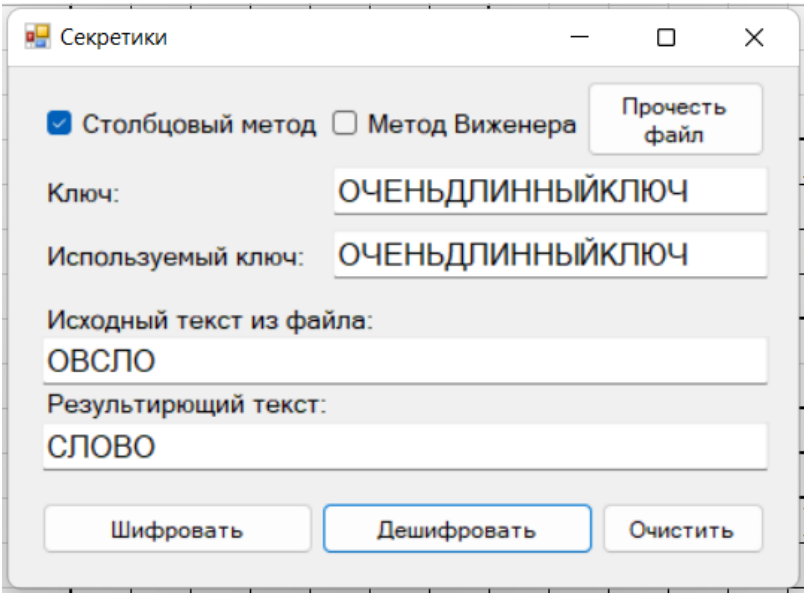 Секретики
Столбцовый метод Метод Виженера Прочесть
файл
Ключ: ОЧЕНЬДЛИННЫЙКЛЮЧ
Используемый ключ: ОЧЕНЬДЛИННЫЙКЛЮЧ
Исходный текст из файла:
ОВСЛО
Результирющий текст:
СЛОВО
Шифровать Дешифровать Очистить